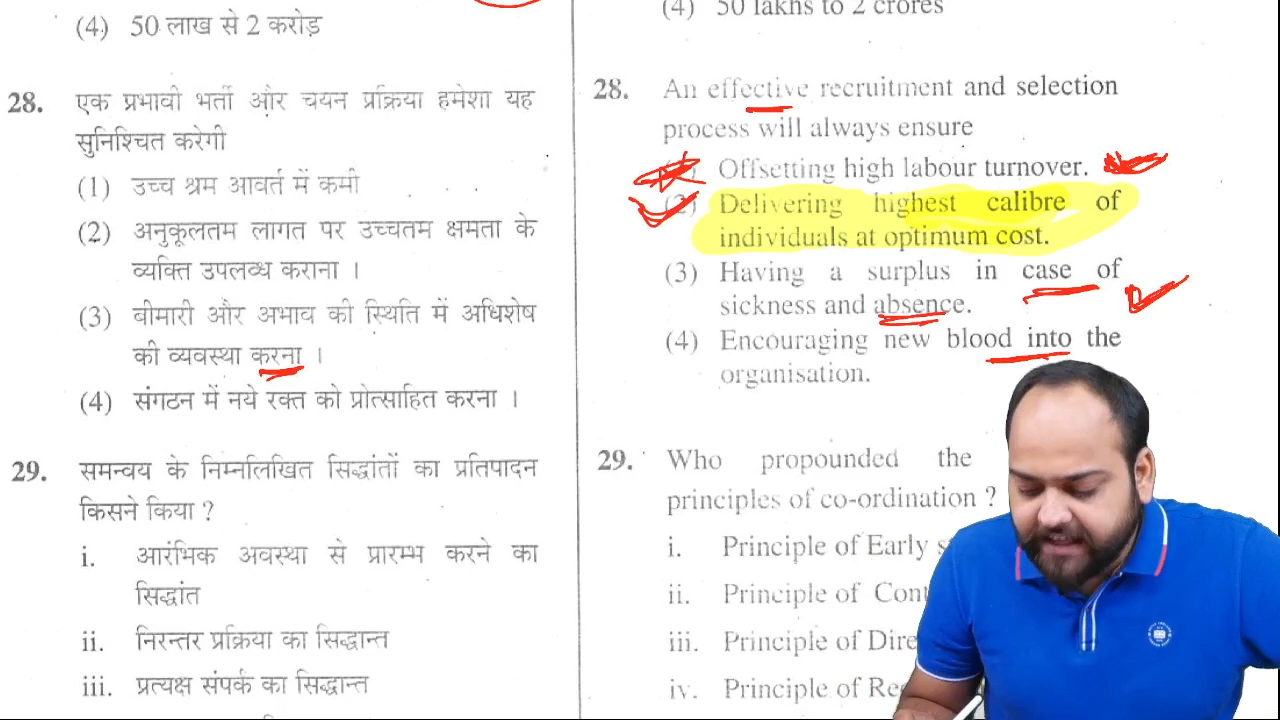 (4) 50 लाख से 2 करोड़
28. एक प्रभावी भर्ती और चयन प्रक्रिया हमेशा यह
सुनिश्चित करेगी
(1) उच्च श्रम आवर्त में कमी
(2) अनुकूलतम लागत पर उच्चतम क्षमता के
व्यक्ति उपलब्ध कराना ।
(3) बीमारी और अभाव की स्थिति में अधिशेष
की व्यवस्था करना ।
(4) संगठन में नये रक्त को प्रोत्साहित करना ।
29. समन्वय के निम्नलिखित सिद्धांतों का प्रतिपादन
किसने किया ?
i. आरंभिक अवस्था से प्रारम्भ करने का
सिद्धांत
ii. निरन्तर प्रक्रिया का सिद्धान्त
iii. प्रत्यक्ष संपर्क का सिद्धान्त
(4) 50 lakhs to 2 crores
28. An effective recruitment and selection
process will always ensure
Offsetting high labour turnover.
(2) Delivering highest calibre of
individuals at optimum cost.
(3) Having a surplus in case of
sickness and absence.
(4) Encouraging new blood into the
organisation.
29. Who propounded the
principles of co-ordination ?
i. Principle of Early
ii. Principle of
iii. Principle of
iv. Principle of